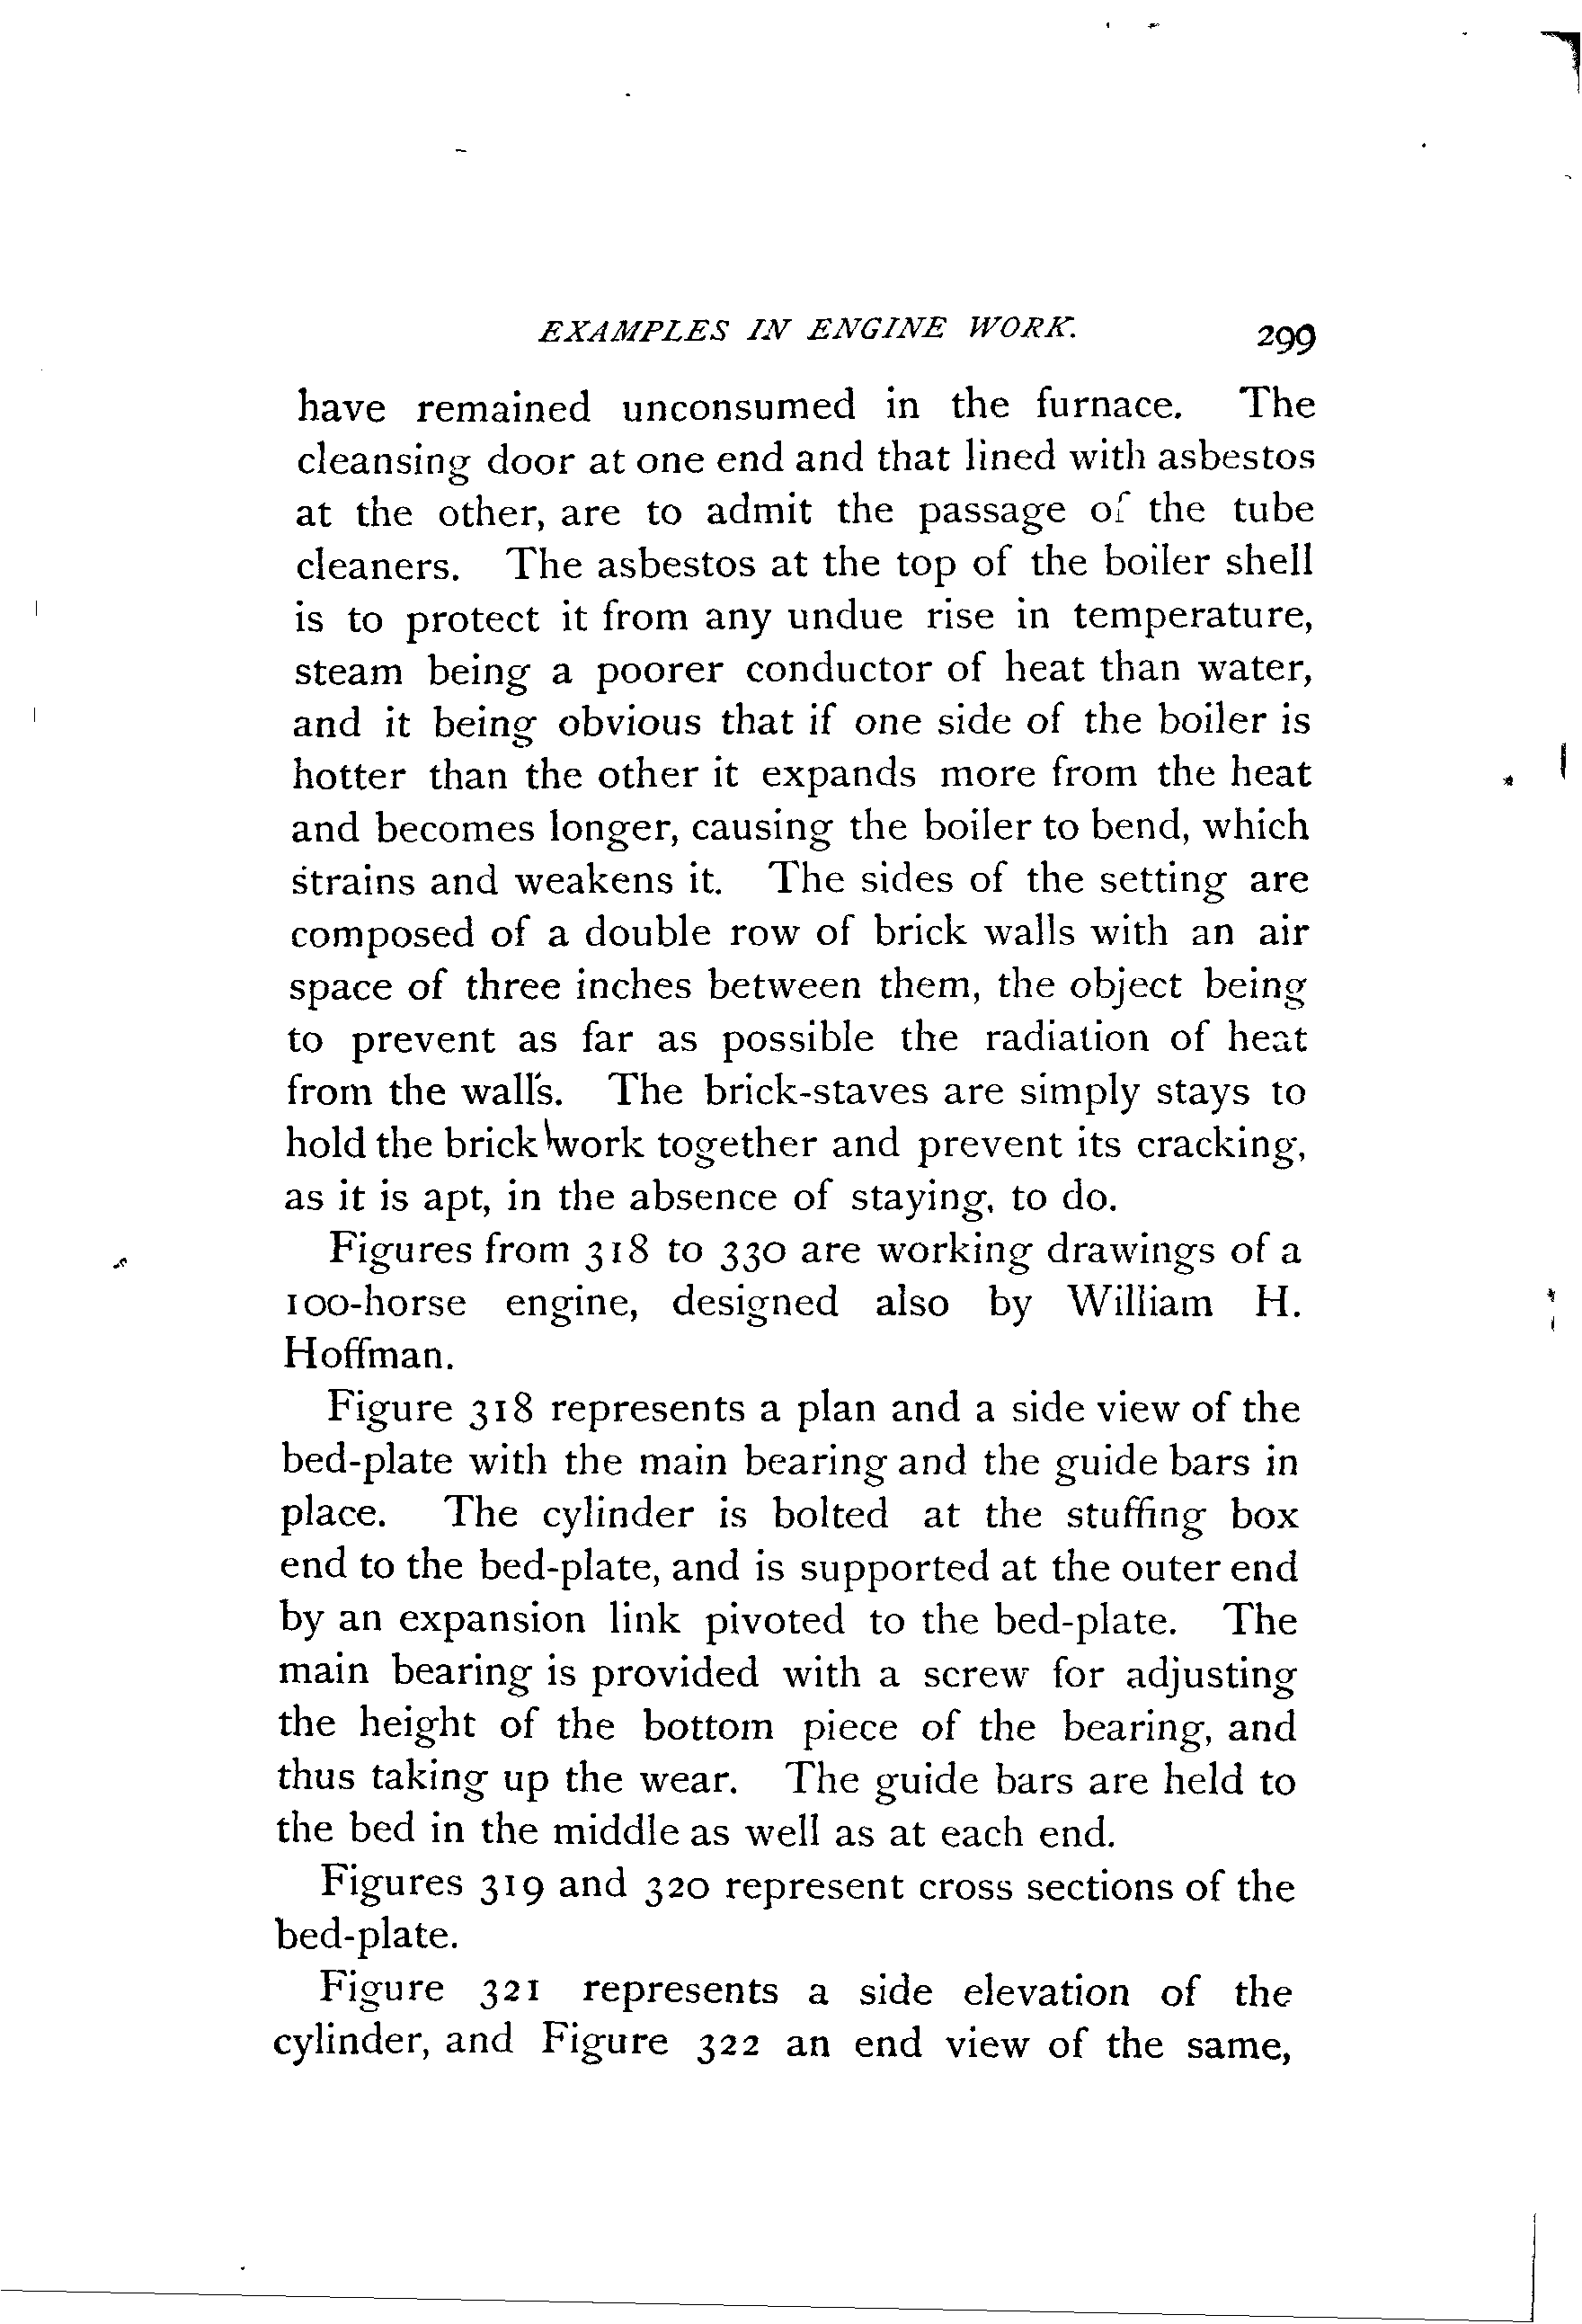 EXAMPLES IN ENGINE WORK. 299
have remained unconsumed in the furnace. The
cleansing door at one end and that lined with asbestos
at the other, are to admit the passage of the tube
cleaners. The asbestos at the top of the boiler shell
is to protect it from any undue rise in temperature,
steam being a poorer conductor of heat than water,
and it being obvious that if one side of the boiler is
hotter than the other it expands more from the heat
and becomes longer, causing the boiler to bend, which
strains and weakens it. The sides of the setting are
composed of a double row of brick walls with an air
space of three inches between them, the object being
to prevent as far as possible the radiation of heat
from the walls. The brick-staves are simply stays to
hold the brick work together and prevent its cracking,
as it is apt, in the absence of staying, to do.
Figures from 318 to 330 are working drawings of a
100-horse engine, designed also by William H.
Hoffman.
Figure 318 represents a plan and a side view of the
bed-plate with the main bearing and the guide bars in
place. The cylinder is bolted at the stuffing box
end to the bed-plate, and is supported at the outer end
by an expansion link pivoted to the bed-plate. The
main bearing is provided with a screw for adjusting
the height of the bottom piece of the bearing, and
thus taking up the wear. The guide bars are held to
the bed in the middle as well as at each end.
Figures 319 and 320 represent cross sections of the
bed-plate.
Figure 321 represents a side elevation of the
cylinder, and Figure 322 an end view of the same,